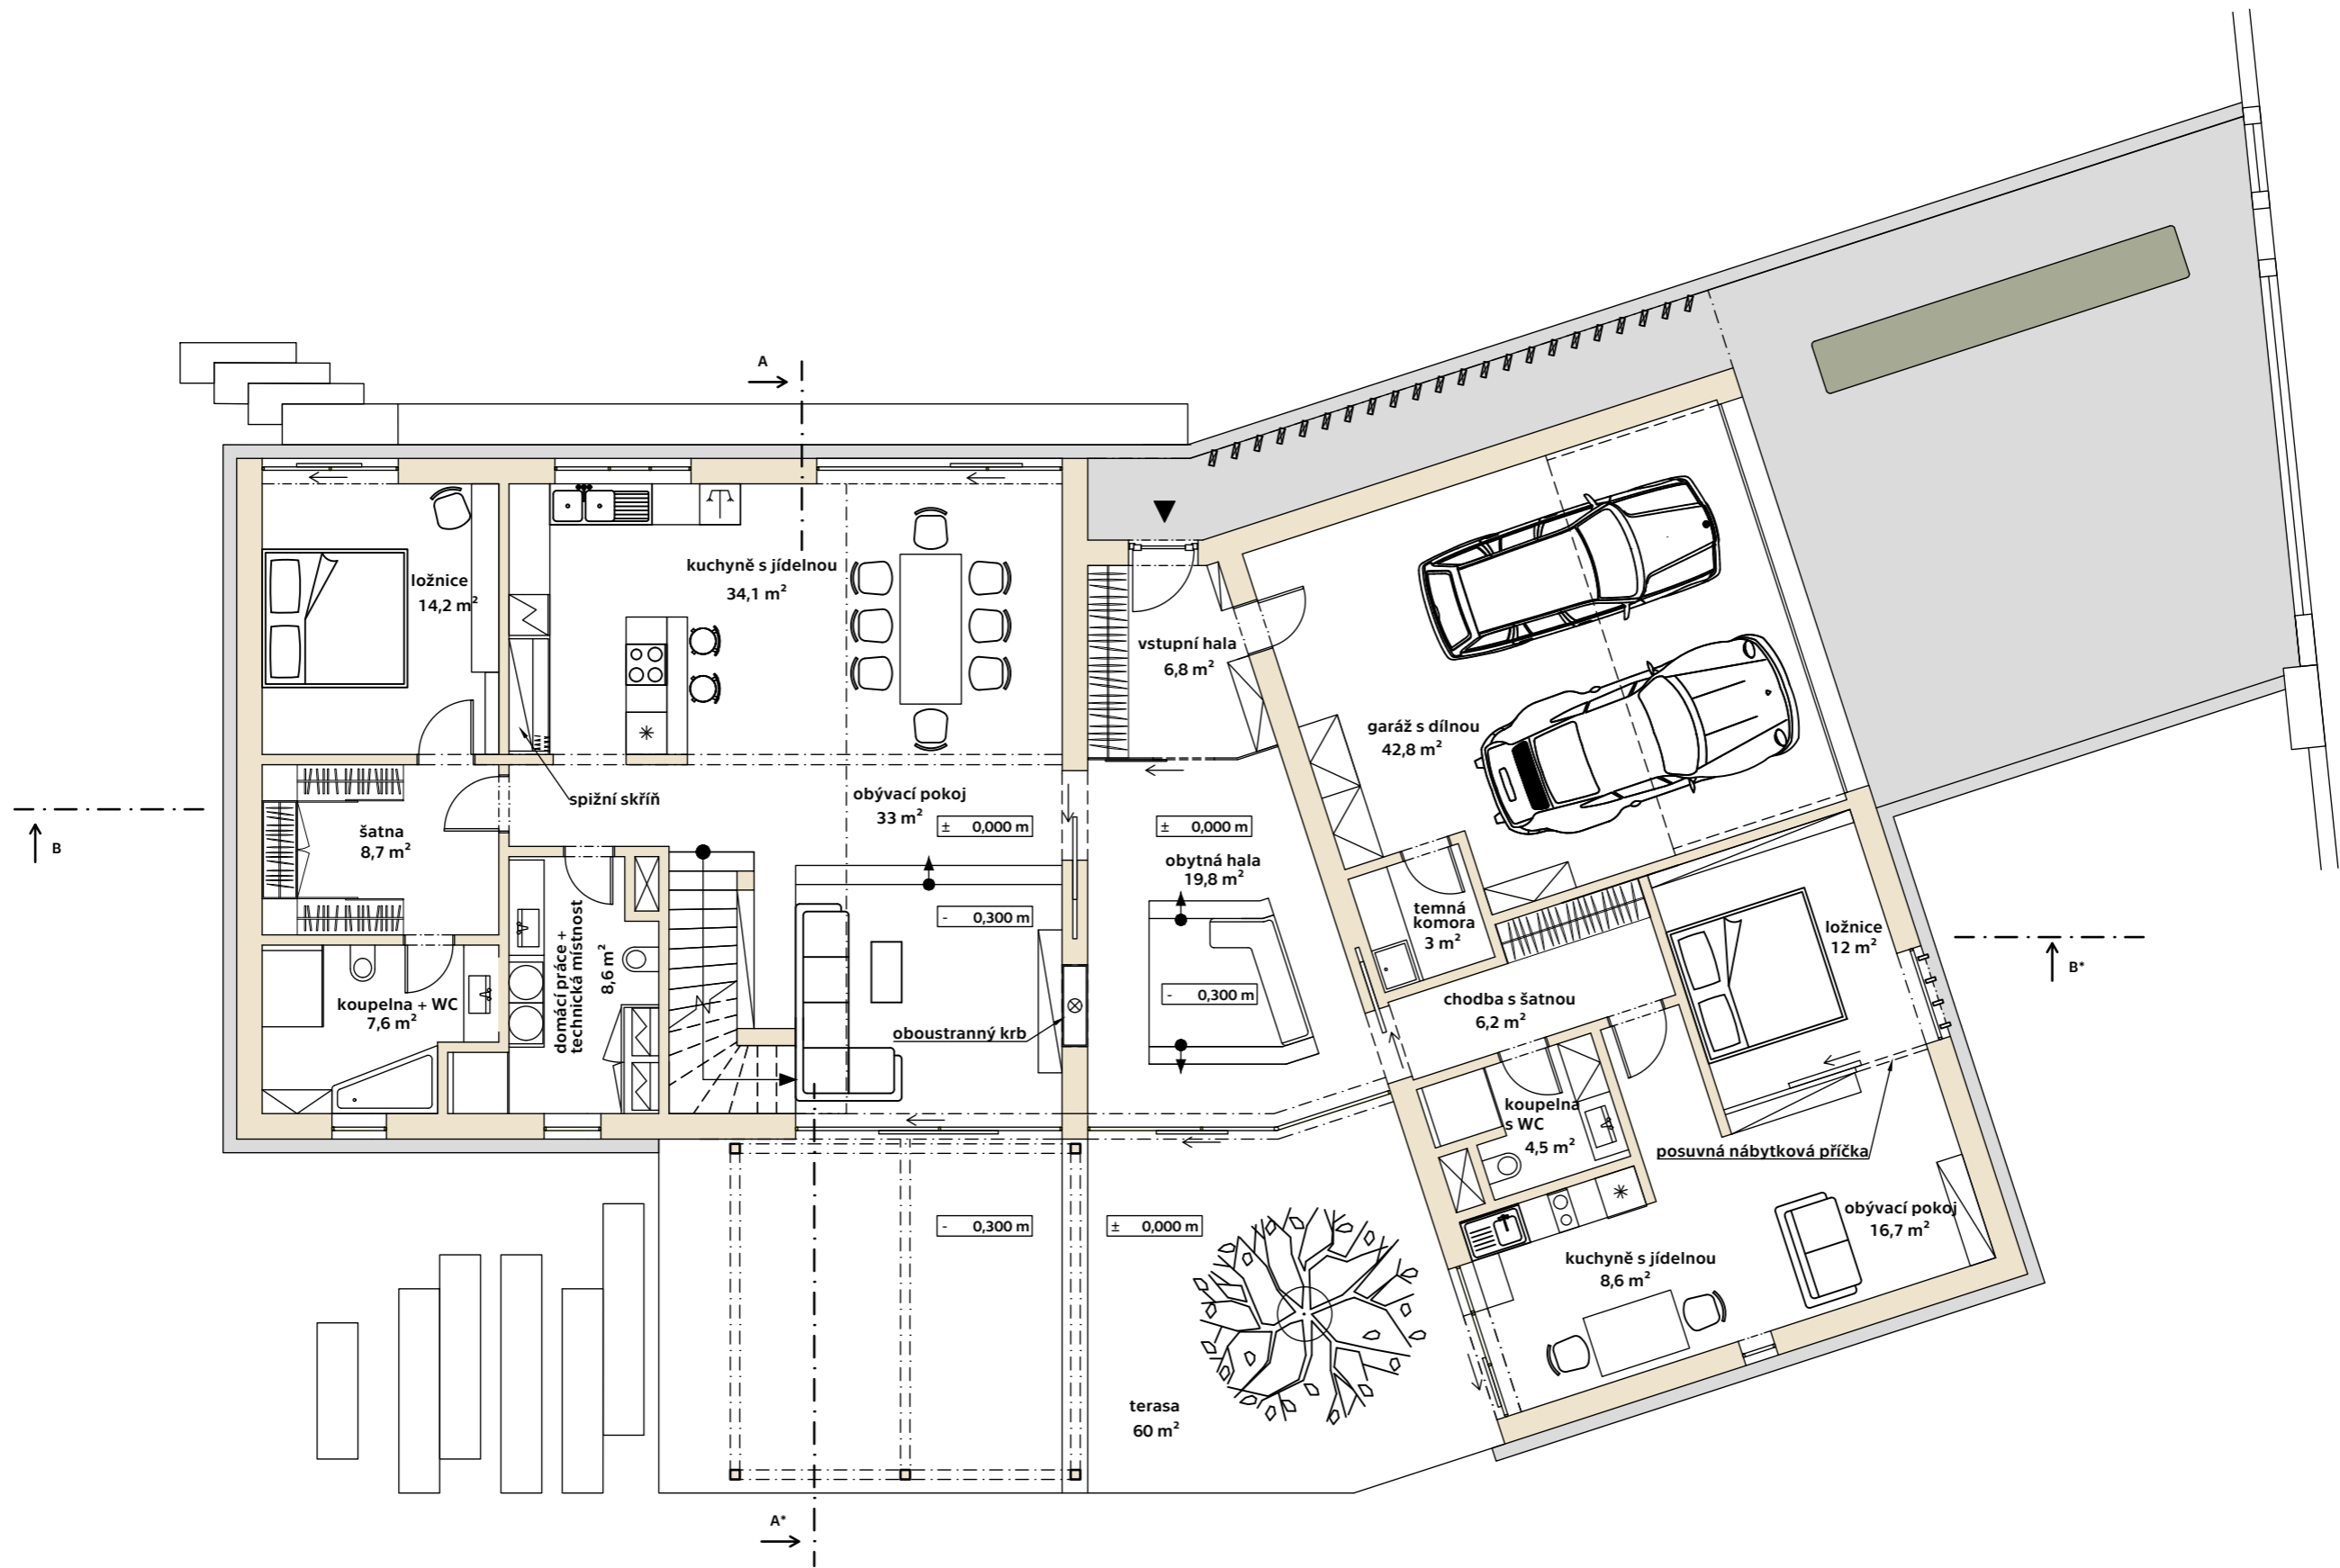 A
ložnice
14,2 m²
kuchyně s jídelnou
34,1 m²
vstupní hala
6,8 m²
garáž s dílnou
42,8 m²
spižní skříň
obývací pokoj
33 m²
± 0,000 m
± 0,000 m
B
šatna
8,7 m²
obytná hala
19,8 m²
- 0,300 m
- 0,300 m
temná
komora
3 m²
ložnice
12 m²
B*
koupelna + WC
7,6 m²
domácí práce +
technická místnost
8,6 m²
oboustranný krb
chodba s šatnou
6,2 m²
koupelna
s WC
4,5 m²
posuvná nábytková příčka
- 0,300 m
± 0,000 m
obývací pokoj
16,7 m²
kuchyně s jídelnou
8,6 m²
terasa
60 m²
A*